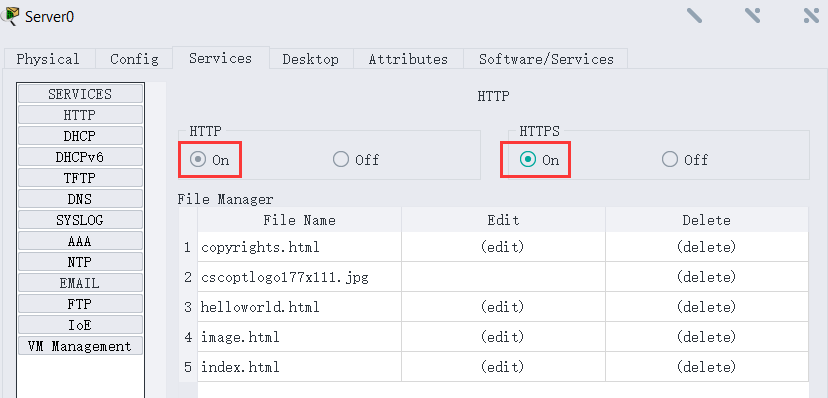 Server0
Physical Config Services Desktop Attributes Software/Services
SERVICES
HTTP
DHCP
DHCPv6
TFTP
DNS
SYSLOG
AAA
NTP
EMAIL
FTP
IoE
VM Management
HTTP
HTTP
On Off
HTTPS
On Off
File Manager
File Name Edit Delete
1 copyrights.html (edit) (delete)
2 cscoptlogo177x111.jpg (delete)
3 helloworld.html (edit) (delete)
4 image.html (edit) (delete)
5 index.html (edit) (delete)